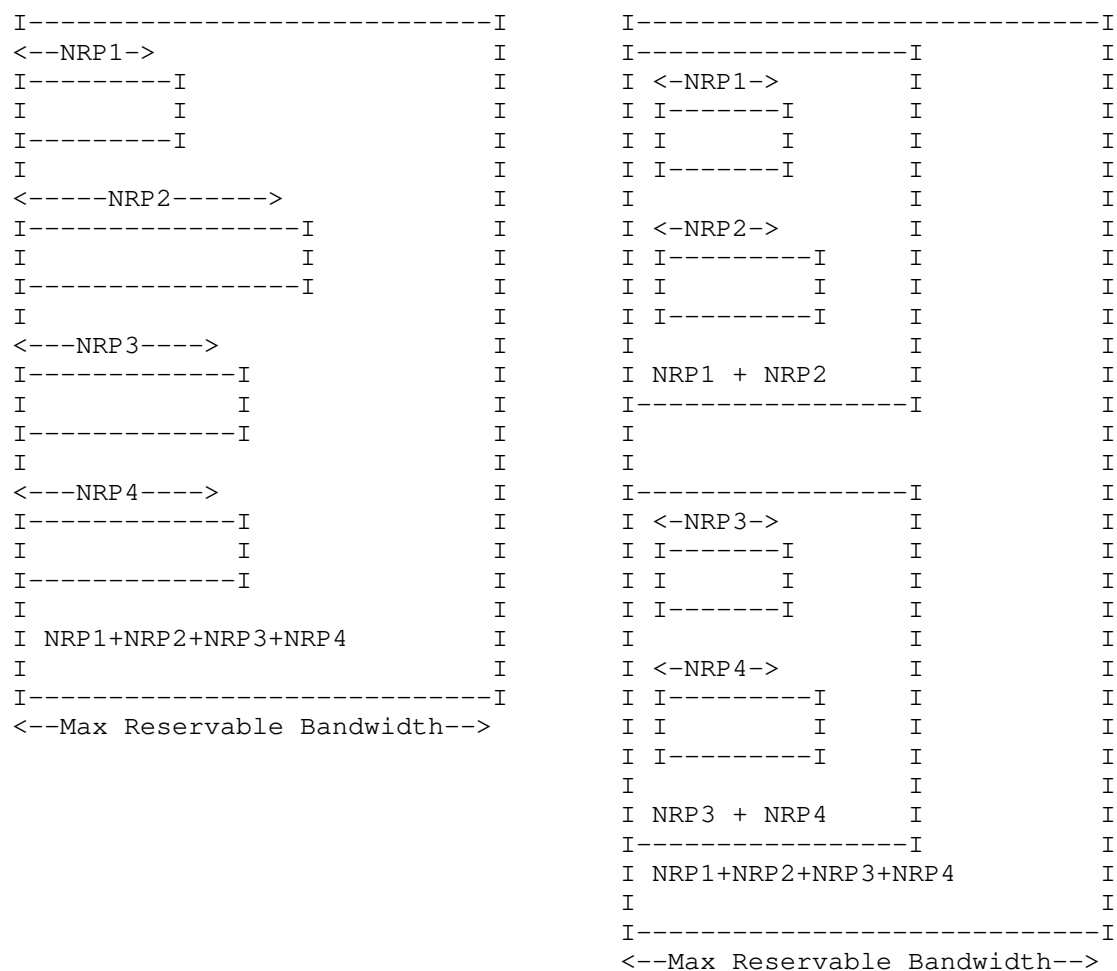 <--NRP1->
<-----NRP2------>
<---NRP3---->
<---NRP4---->
NRP1+NRP2+NRP3+NRP4
<--Max Reservable Bandwidth-->
<-NRP1->
<-NRP2->
NRP1 + NRP2
<-NRP3->
<-NRP4->
NRP3 + NRP4
NRP1+NRP2+NRP3+NRP4
<--Max Reservable Bandwidth-->